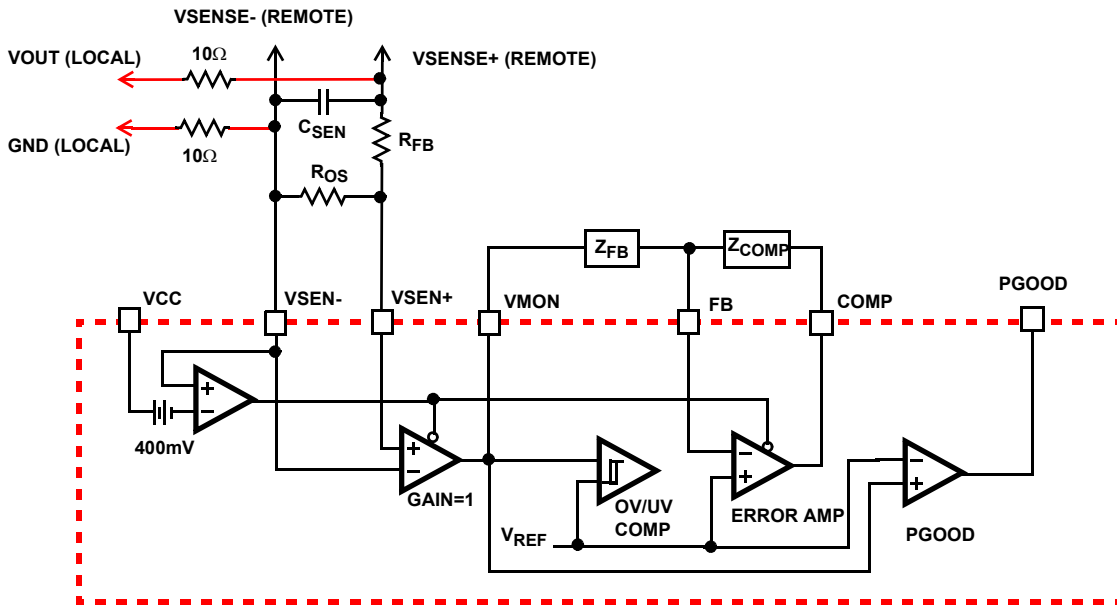 VSENSE- (REMOTE)
10Ω
VOUT (LOCAL)
VSENSE+ (REMOTE)
CSEN
RFB
GND (LOCAL)
10Ω
ROS
ZFB
ZCOMP
VCC
VSEN-
VSEN+
VMON
FB
COMP
PGOOD
+
−
400mV
+
−
GAIN=1
OV/UV
COMP
−
+
ERROR AMP
−
+
PGOOD
VREF